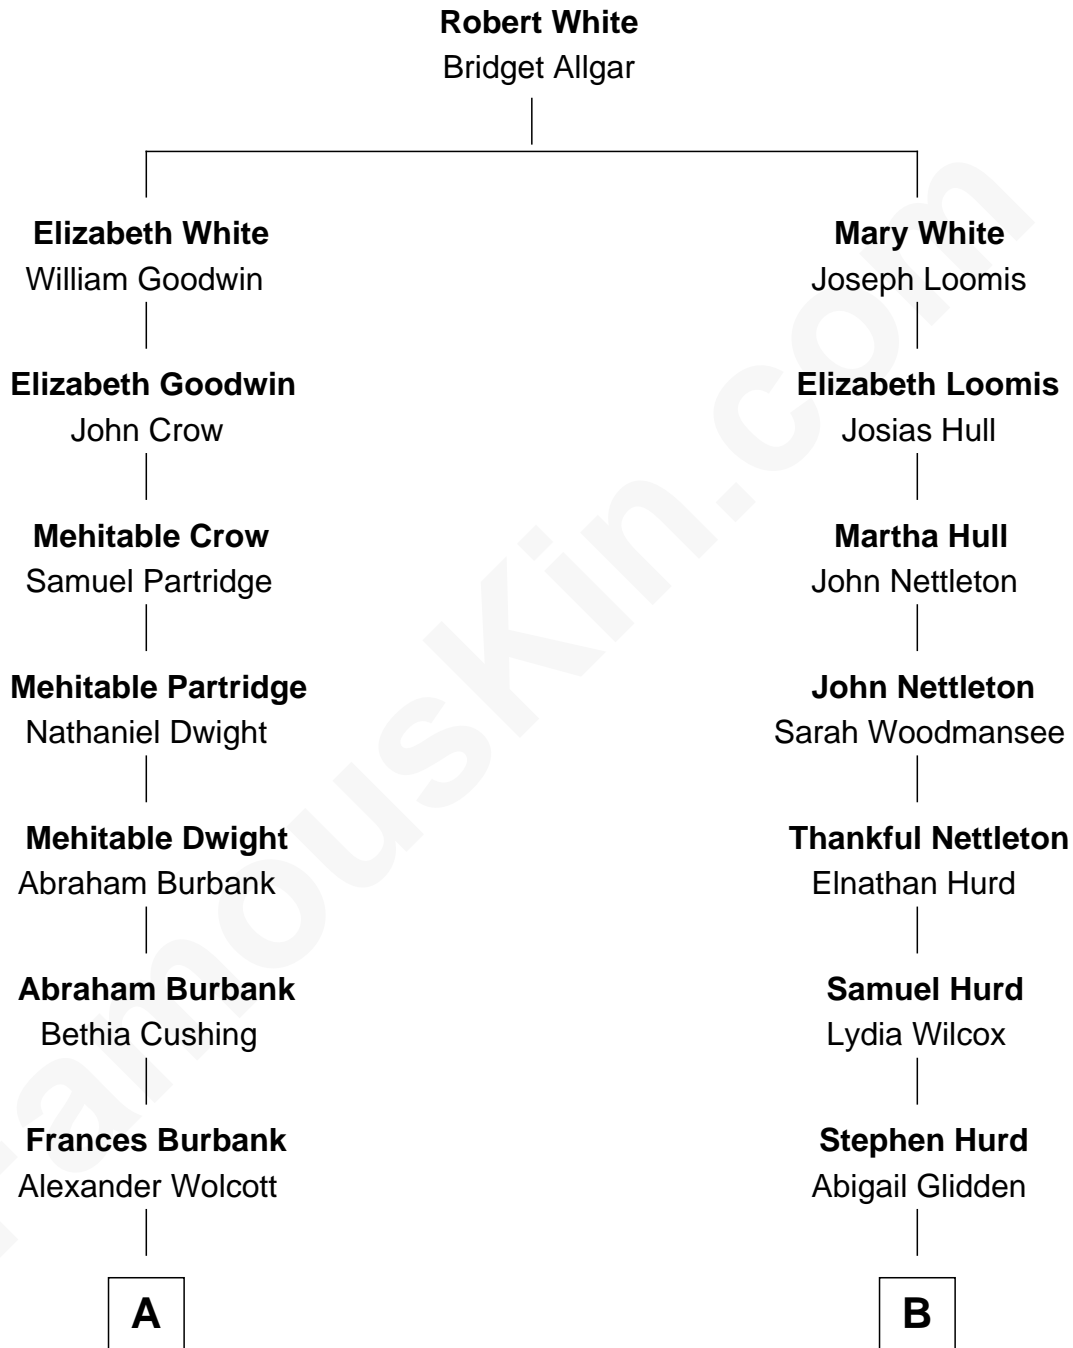 Robert White
Bridget Allgar
Elizabeth White
William Goodwin
Mary White
Joseph Loomis
Elizabeth Goodwin
John Crow
Elizabeth Loomis
Josias Hull
Mehitable Crow
Samuel Partridge
Martha Hull
John Nettleton
Mehitable Partridge
Nathaniel Dwight
John Nettleton
Sarah Woodmansee
Mehitable Dwight
Abraham Burbank
Thankful Nettleton
Elnathan Hurd
Abraham Burbank
Bethia Cushing
Samuel Hurd
Lydia Wilcox
Frances Burbank
Alexander Wolcott
Stephen Hurd
Abigail Glidden
A
B
FamousKin.com